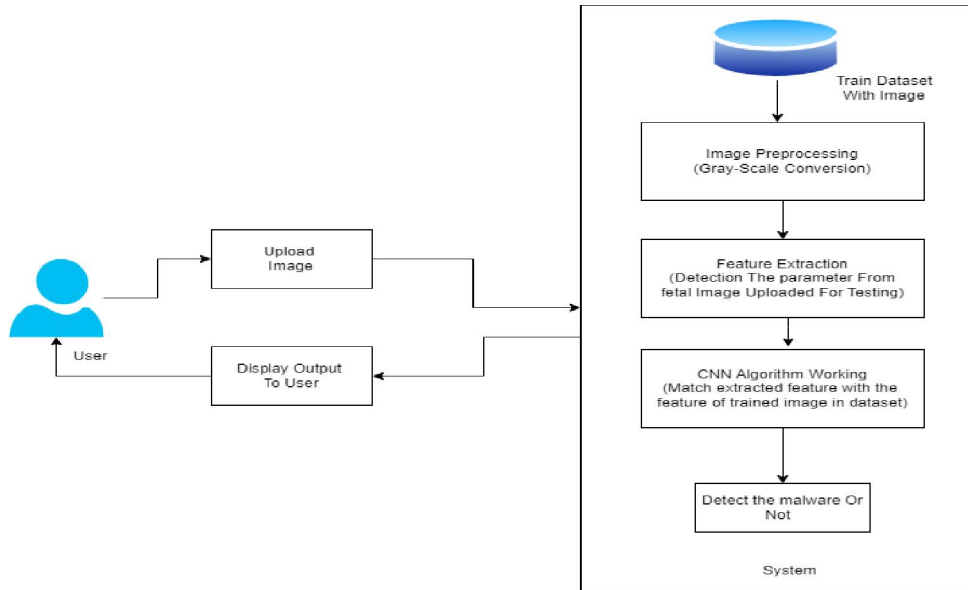 Train Dataset
With Image
Image Preprocessing
(Gray-Scale Conversion)
Upload
Image
Feature Extraction
(Detection The parameter From
fetal Image Uploaded For Testing)
User
Display Output
To User
CNN Algorithm Working
(Match extracted feature with the
feature of trained image in dataset)
Detect the malware Or
Not
System